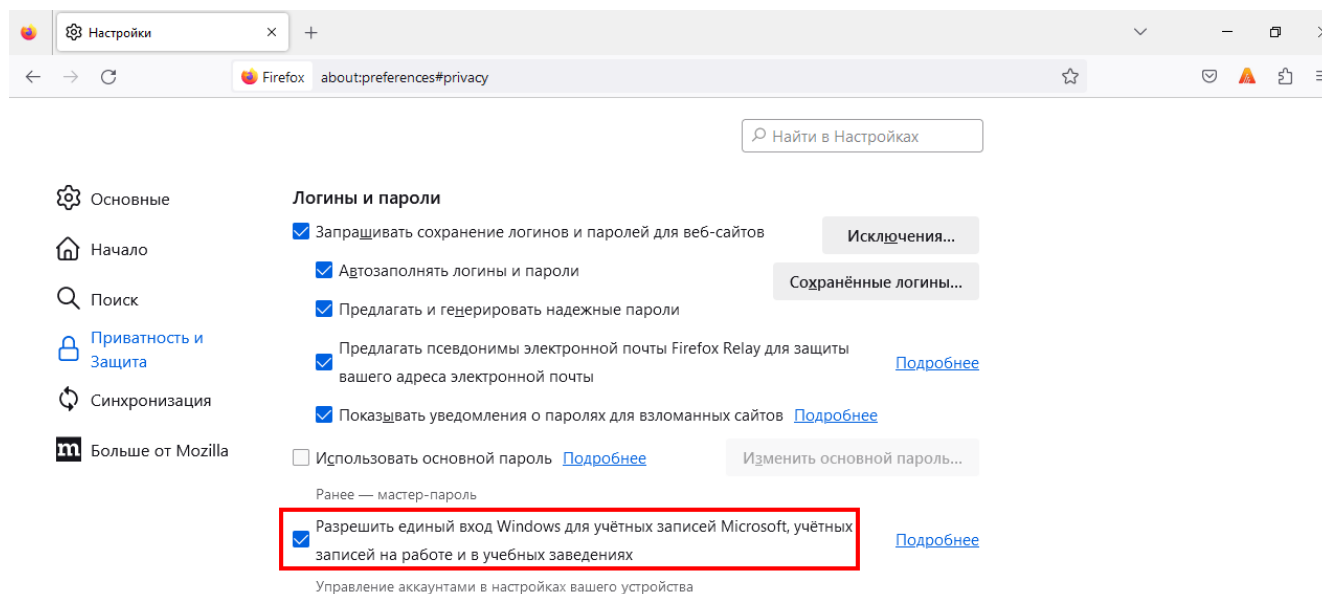 Настройки
Firefox about:preferences#privacy
Найти в Настройках
Основные
Начало
Поиск
Приватность и
Защита
Синхронизация
m Больше от Mozilla
Логины и пароли
Запрашивать сохранение логинов и паролей для веб-сайтов
Исключения...
Автозаполнять логины и пароли
Сохранённые логины...
Предлагать и генерировать надежные пароли
Предлагать псевдонимы электронной почты Firefox Relay для защиты
вашего адреса электронной почты
Подробнее
Показывать уведомления о паролях для взломанных сайтов Подробнее
Использовать основной пароль Подробнее
Изменить основной пароль...
Ранее — мастер-пароль
Разрешить единый вход Windows для учётных записей Microsoft, учётных
записей на работе и в учебных заведениях
Подробнее
Управление аккаунтами в настройках вашего устройства